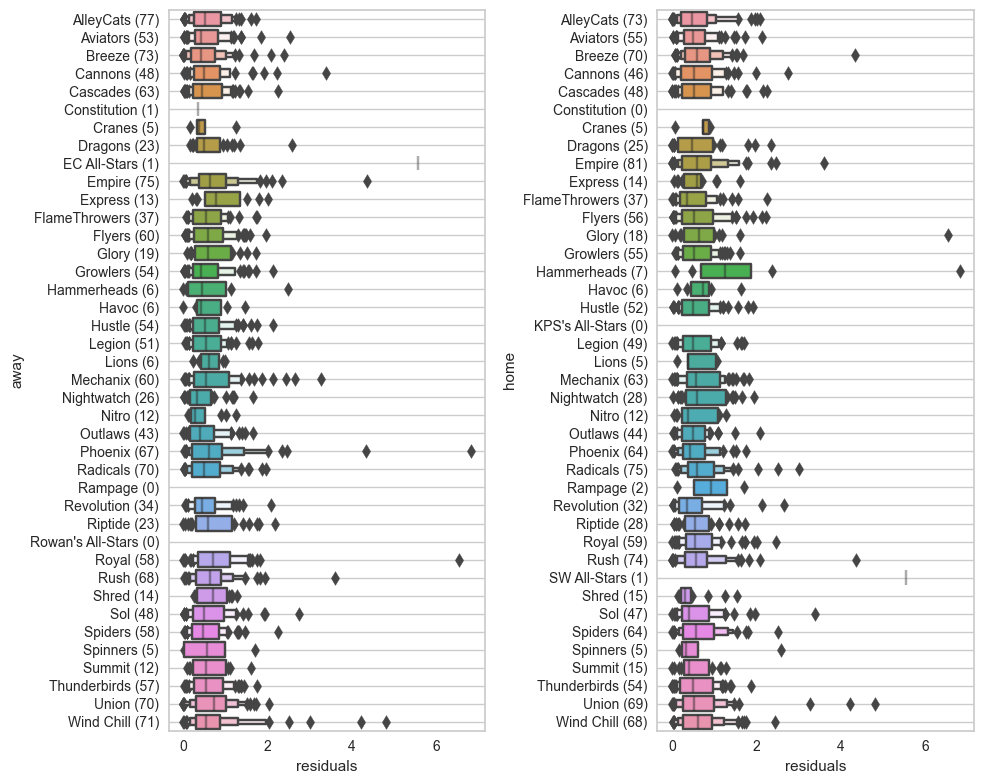 AlleyCats (77)
Aviators (53)
Breeze (73)
Cannons (48)
Cascades (63)
Constitution (1)
Cranes (5)
Dragons (23)
EC All-Stars (1)
Empire (75)
Express (13)
FlameThrowers (37)
Flyers (60)
Glory (19)
Growlers (54)
Hammerheads (6)
Havoc (6)
Hustle (54)
Legion (51)
Lions (6)
Mechanix (60)
Nightwatch (26)
Nitro (12)
Outlaws (43)
Phoenix (67)
Radicals (70)
Rampage (0)
Revolution (34)
Riptide (23)
Rowan's All-Stars (0)
Royal (58)
Rush (68)
Shred (14)
Sol (48)
Spiders (58)
Spinners (5)
Summit (12)
Thunderbirds (57)
Union (70)
Wind Chill (71)
away
0 2 4 6
residuals
AlleyCats (73)
Aviators (55)
Breeze (70)
Cannons (46)
Cascades (48)
Constitution (0)
Cranes (5)
Dragons (25)
Empire (81)
Express (14)
FlameThrowers (37)
Flyers (56)
Glory (18)
Growlers (55)
Hammerheads (7)
Havoc (6)
Hustle (52)
KPS's All-Stars (0)
Legion (49)
Lions (5)
Mechanix (63)
Nightwatch (28)
Nitro (12)
Outlaws (44)
Phoenix (64)
Radicals (75)
Rampage (2)
Revolution (32)
Riptide (28)
Royal (59)
Rush (74)
SW All-Stars (1)
Shred (15)
Sol (47)
Spiders (64)
Spinners (5)
Summit (15)
Thunderbirds (54)
Union (69)
Wind Chill (68)
home
0 2 4 6
residuals